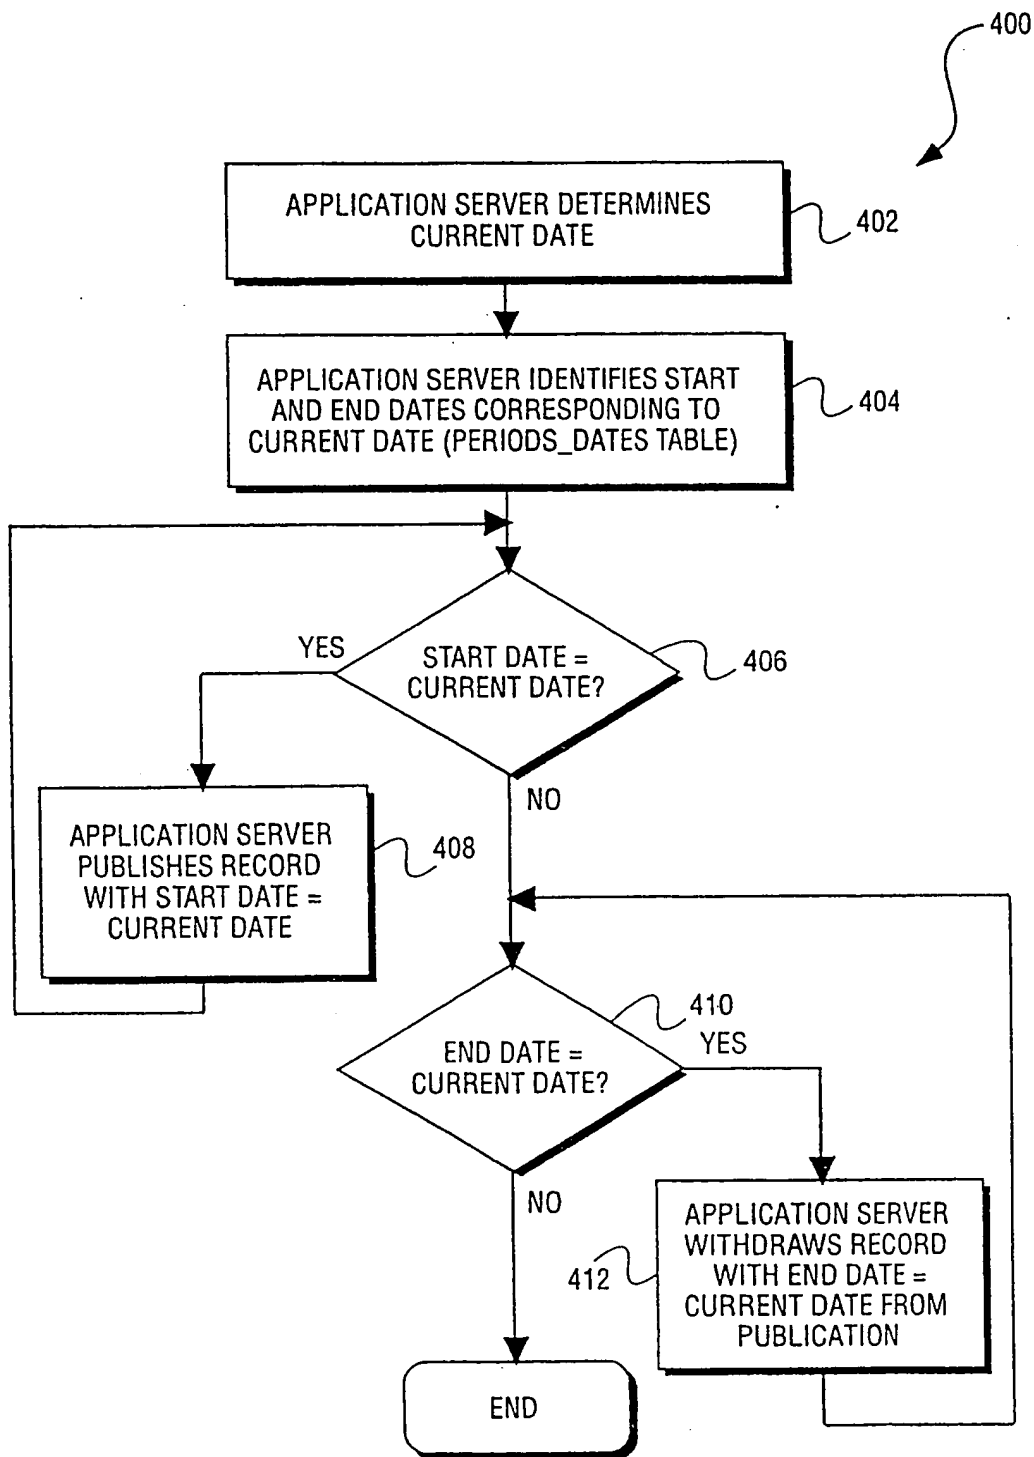 400
APPLICATION SERVER DETERMINES
CURRENT DATE
402
APPLICATION SERVER IDENTIFIES START
AND END DATES CORRESPONDING TO
CURRENT DATE (PERIODS_DATES TABLE)
404
YES
START DATE =
CURRENT DATE?
406
NO
APPLICATION SERVER
PUBLISHES RECORD
WITH START DATE =
CURRENT DATE
408
END DATE =
CURRENT DATE?
410
YES
NO
APPLICATION SERVER
WITHDRAWS RECORD
WITH END DATE =
CURRENT DATE FROM
PUBLICATION
412
END